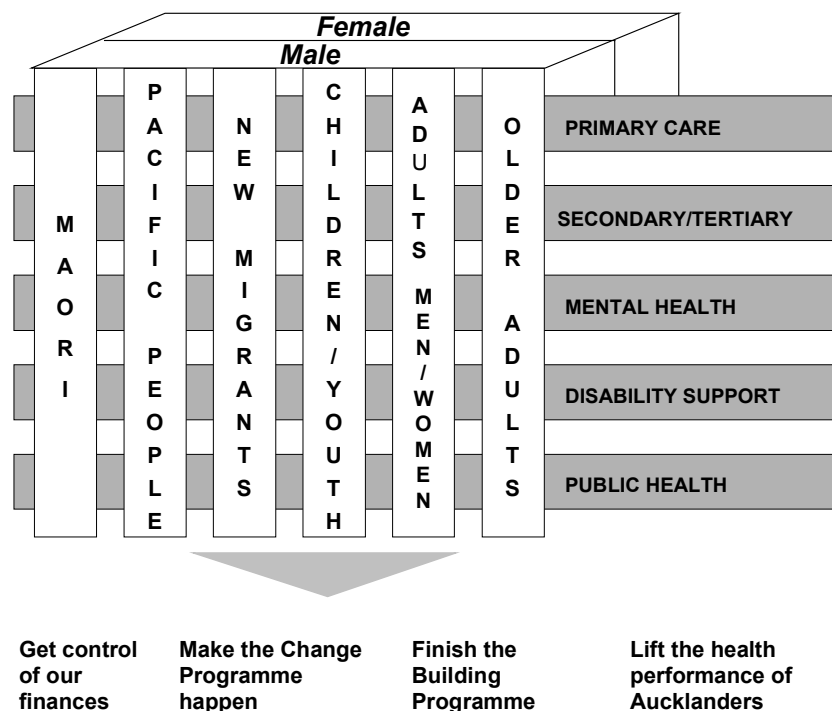 Female
Male
MAORI
PACIFIC PEOPLE
NEW MIGRANTS
CHILDREN/YOUTH
ADULTS MEN/WOMEN
OLDER ADULTS
PRIMARY CARE
SECONDARY/TERTIARY
MENTAL HEALTH
DISABILITY SUPPORT
PUBLIC HEALTH
Get control
of our
finances
Make the Change
Programme
happen
Finish the
Building
Programme
Lift the health
performance of
Aucklanders